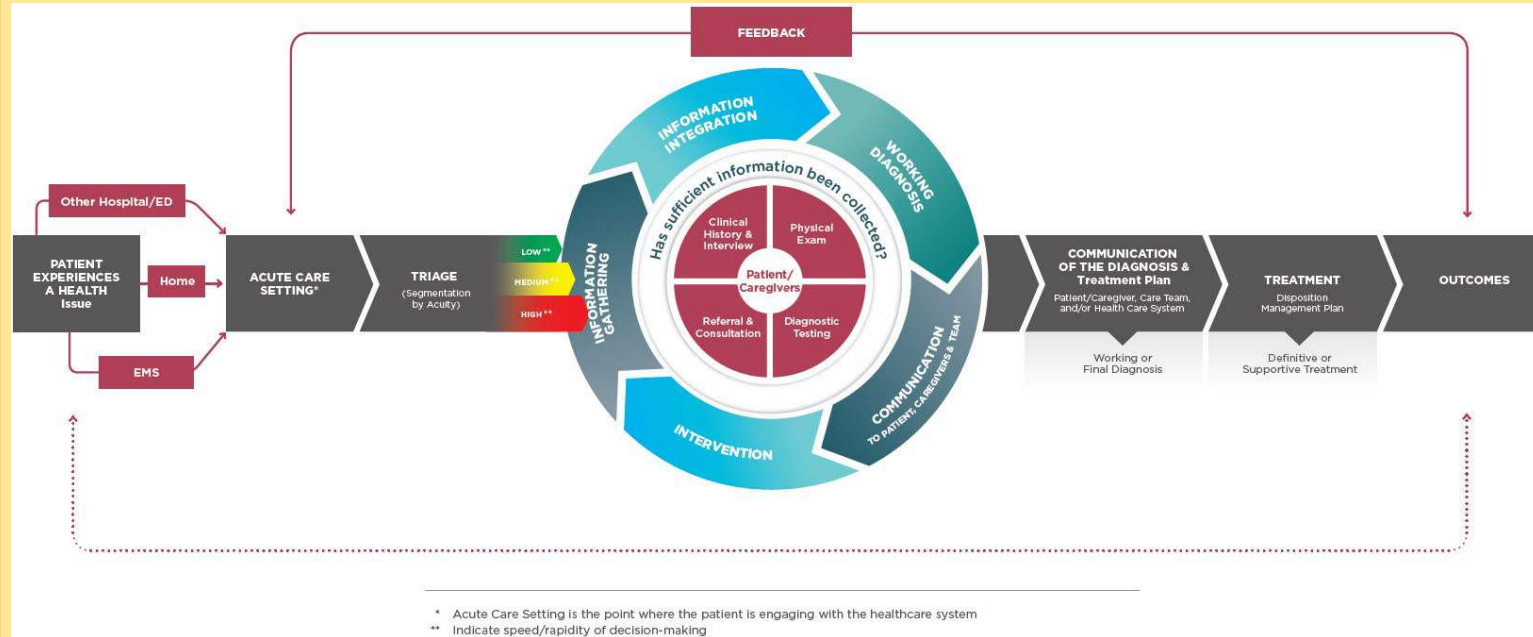 FEEDBACK
Other Hospital/ED
PATIENT
EXPERIENCES
A HEALTH
Issue
Home
EMS
ACUTE CARE
SETTING*
TRIAGE
(Segmentation
by Acuity)
LOW **
MEDIUM **
HIGH **
INFORMATION
GATHERING
INFORMATION
INTEGRATION
WORKING
DIAGNOSIS
COMMUNICATION
TO PATIENT, CAREGIVERS & TEAM
INTERVENTION
Has sufficient information been collected?
Clinical
History &
Interview
Physical
Exam
Patient/
Caregivers
Referral &
Consultation
Diagnostic
Testing
COMMUNICATION
OF THE DIAGNOSIS &
Treatment Plan
Patient/Caregiver, Care Team,
and/or Health Care System
Working or
Final Diagnosis
TREATMENT
Disposition
Management Plan
Definitive or
Supportive Treatment
OUTCOMES
* Acute Care Setting is the point where the patient is engaging with the healthcare system
** Indicate speed/rapidity of decision-making